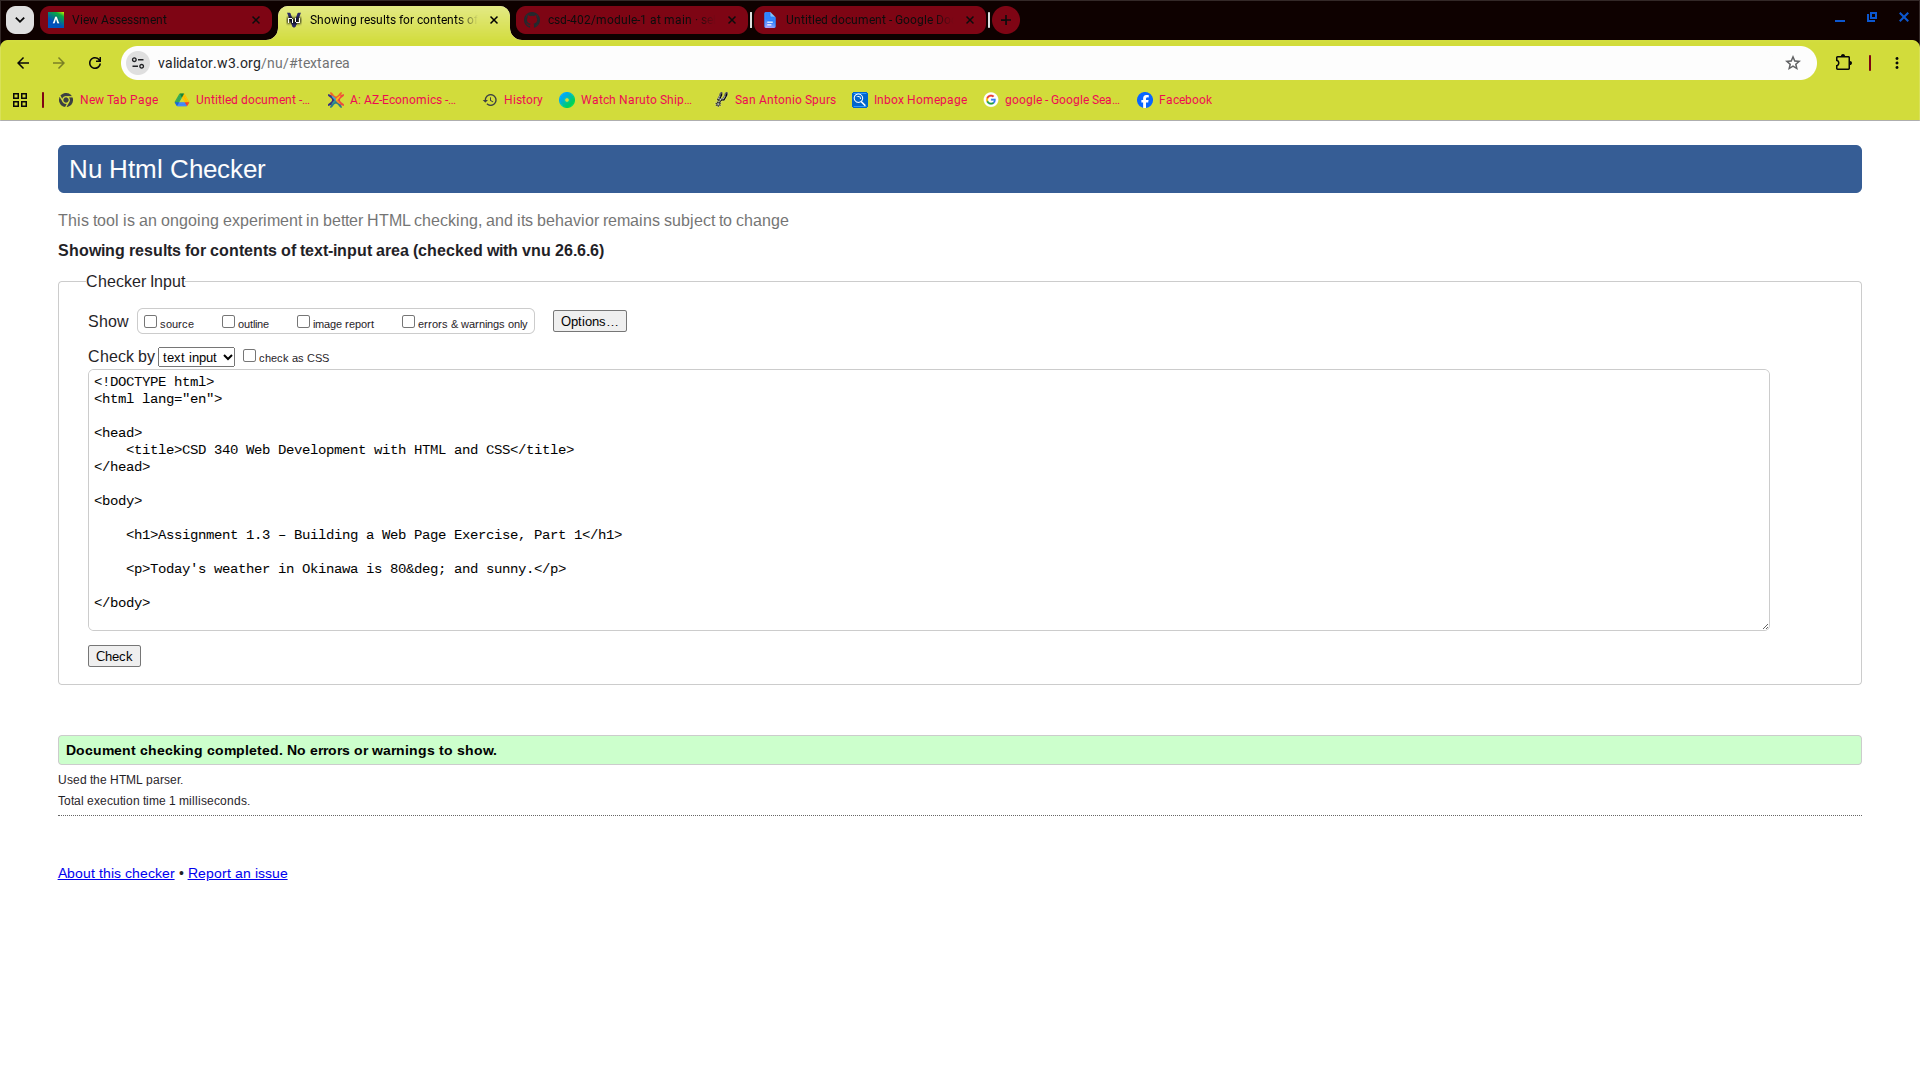 View Assessment
Showing results for contents of
csd-402/module-1 at main · se
Untitled document - Google Do
validator.w3.org/nu/#textarea
New Tab Page
Untitled document -...
A: AZ-Economics -...
History
Watch Naruto Ship...
San Antonio Spurs
Inbox Homepage
google - Google Sea...
Facebook
Nu Html Checker
This tool is an ongoing experiment in better HTML checking, and its behavior remains subject to change
Showing results for contents of text-input area (checked with vnu 26.6.6)
Checker Input
Show source outline image report errors & warnings only Options...
Check by text input check as CSS
<!DOCTYPE html>
<html lang="en">
<head>
<title>CSD 340 Web Development with HTML and CSS</title>
</head>
<body>
<h1>Assignment 1.3 – Building a Web Page Exercise, Part 1</h1>
<p>Today's weather in Okinawa is 80&deg; and sunny.</p>
</body>
Check
Document checking completed. No errors or warnings to show.
Used the HTML parser.
Total execution time 1 milliseconds.
About this checker • Report an issue